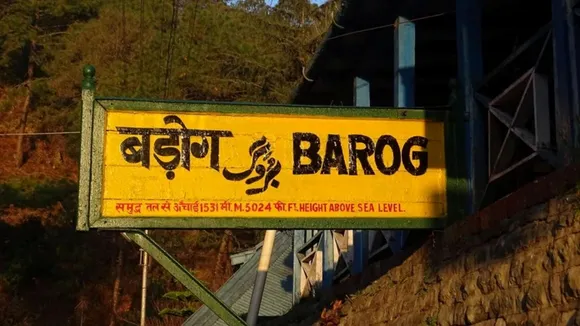 बड़ोग بڑوگ BAROG
समुद्र तल से ऊँचाई 1531 मी. M. 5024 फी. Ft. HEIGHT ABOVE SEA LEVEL.